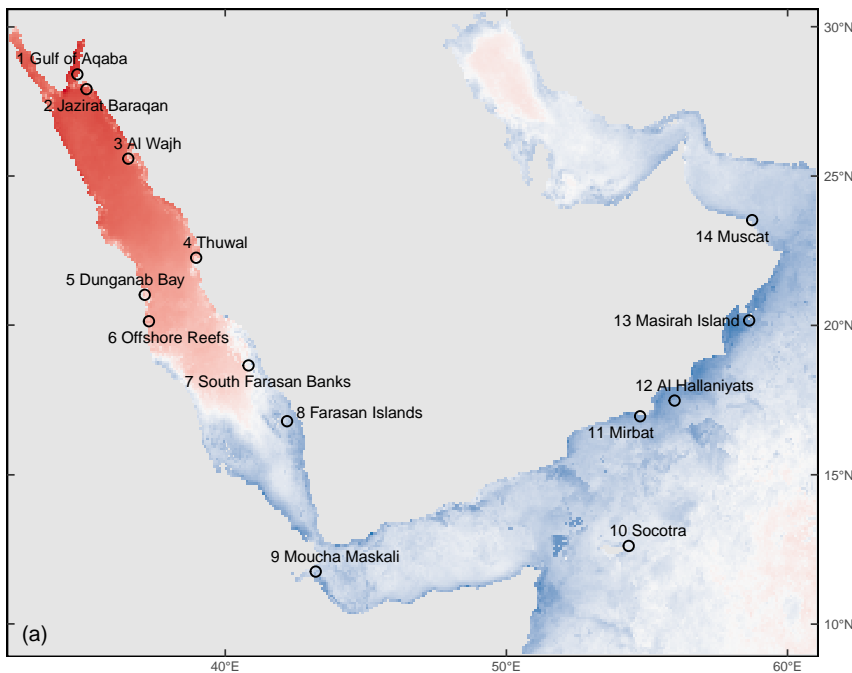 30°N
1 Gulf of Aqaba
2 Jazirat Baraqan
3 Al Wajh
25°N
4 Thuwal
14 Muscat
5 Dunganab Bay
13 Masirah Island
20°N
6 Offshore Reefs
7 South Farasan Banks
12 Al Hallaniyats
8 Farasan Islands
11 Mirbat
15°N
10 Socotra
9 Moucha Maskali
(a)
10°N
40°E
50°E
60°E